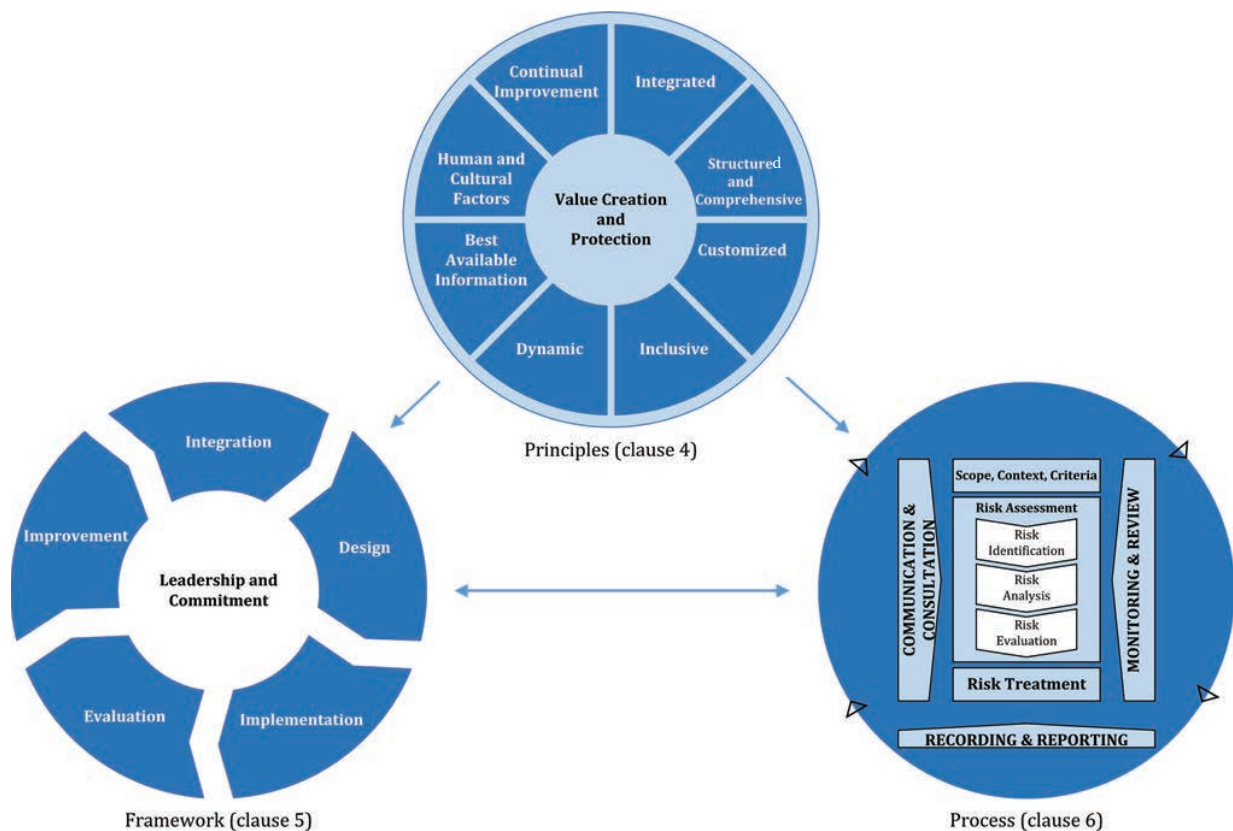 Continual
Improvement
Integrated
Structured
and
Comprehensive
Customized
Inclusive
Dynamic
Best
Available
Information
Human and
Cultural
Factors
Value Creation
and
Protection
Principles (clause 4)
Integration
Design
Implementation
Evaluation
Improvement
Leadership and
Commitment
Framework (clause 5)
Scope, Context, Criteria
Risk Assessment
Risk
Identification
Risk
Analysis
Risk
Evaluation
Risk Treatment
COMMUNICATION &
CONSULTATION
MONITORING & REVIEW
RECORDING & REPORTING
Process (clause 6)